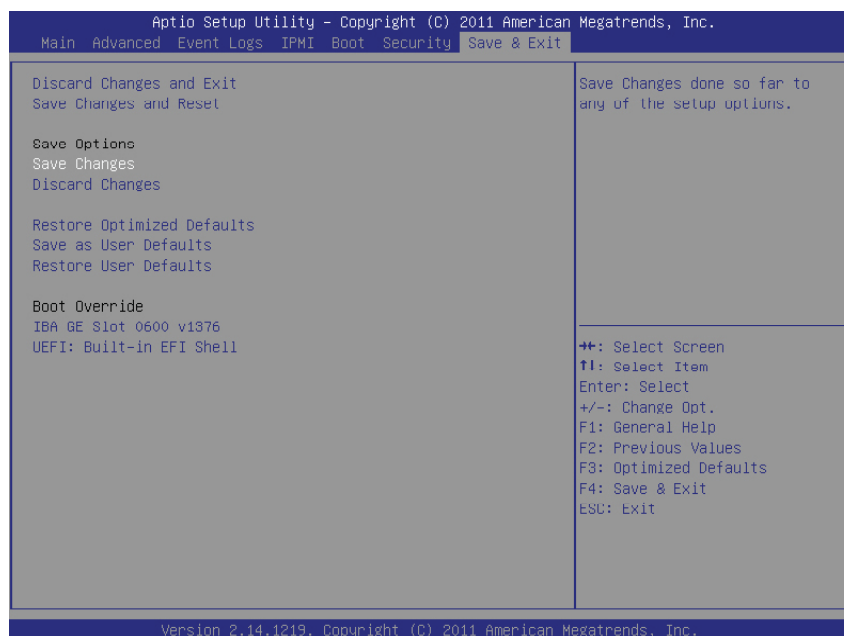 Aptio Setup Utility – Copyright (C) 2011 American Megatrends, Inc.
Main Advanced Event Logs IPMI Boot Security Save & Exit
Discard Changes and Exit
Save Changes and Reset
Save Options
Save Changes
Discard Changes
Restore Optimized Defaults
Save as User Defaults
Restore User Defaults
Boot Override
IBA GE Slot 0600 v1376
UEFI: Built-in EFI Shell
Save Changes done so far to
any of the setup options.
→←: Select Screen
↑↓: Select Item
Enter: Select
+/-: Change Opt.
F1: General Help
F2: Previous Values
F3: Optimized Defaults
F4: Save & Exit
ESC: Exit
Version 2.14.1219. Copyright (C) 2011 American Megatrends, Inc.